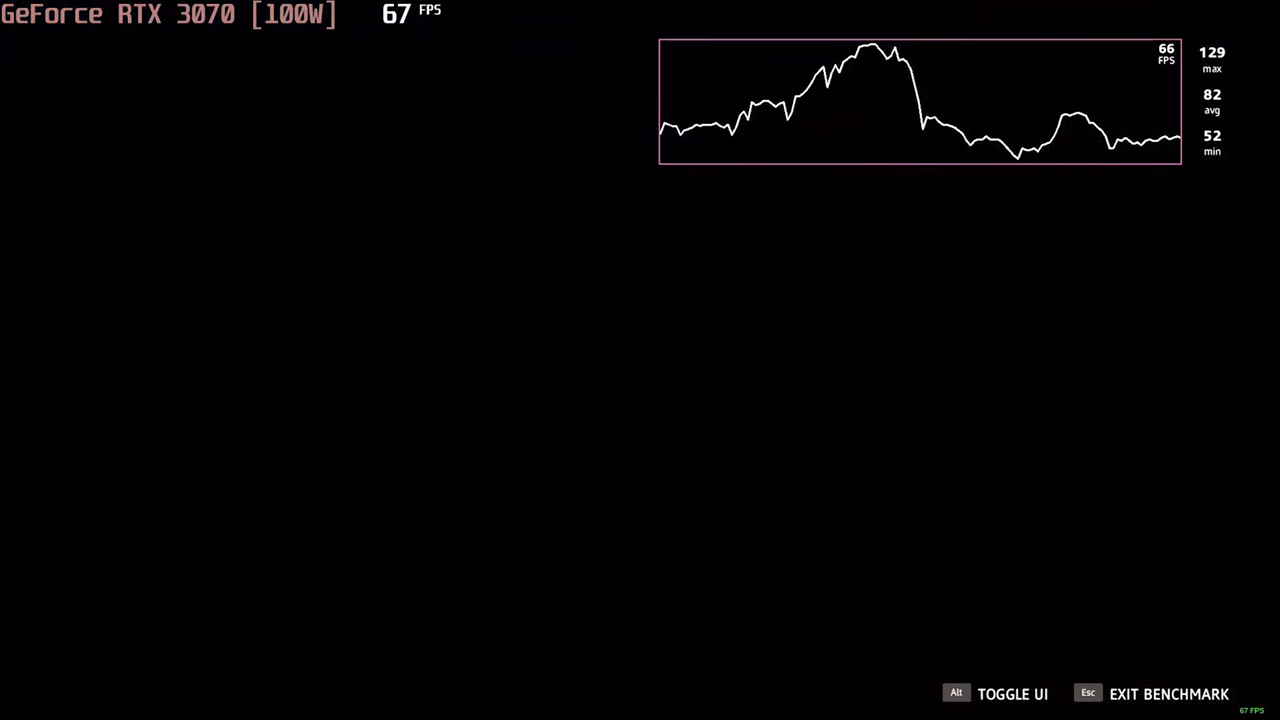 GeForce RTX 3070 [100W] 67 FPS
66
FPS
129
max
82
avg
52
min
Alt TOGGLE UI Esc EXIT BENCHMARK
67 FPS